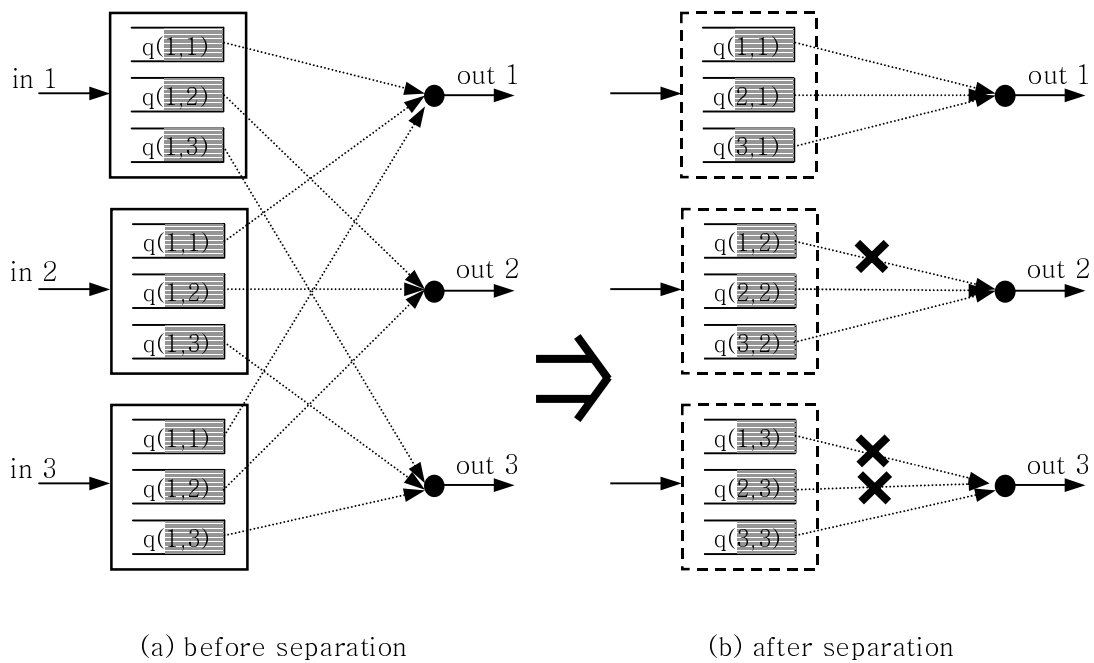 in 1
q(1,1)
q(1,2)
q(1,3)
out 1
in 2
q(1,1)
q(1,2)
q(1,3)
out 2
in 3
q(1,1)
q(1,2)
q(1,3)
out 3
(a) before separation
q(1,1)
q(2,1)
q(3,1)
out 1
q(1,2)
q(2,2)
q(3,2)
out 2
q(1,3)
q(2,3)
q(3,3)
out 3
(b) after separation